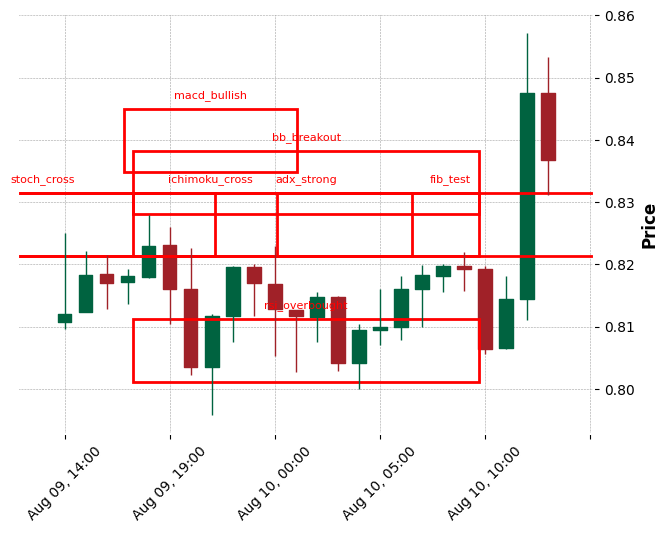 0.86
0.85
macd_bullish
0.84
bb_breakout
stoch_cross ichimoku_cross adx_strong fib_test
0.83
Price
0.82
rsi_overbought
0.81
0.80
Aug 09, 14:00
Aug 09, 19:00
Aug 10, 00:00
Aug 10, 05:00
Aug 10, 10:00